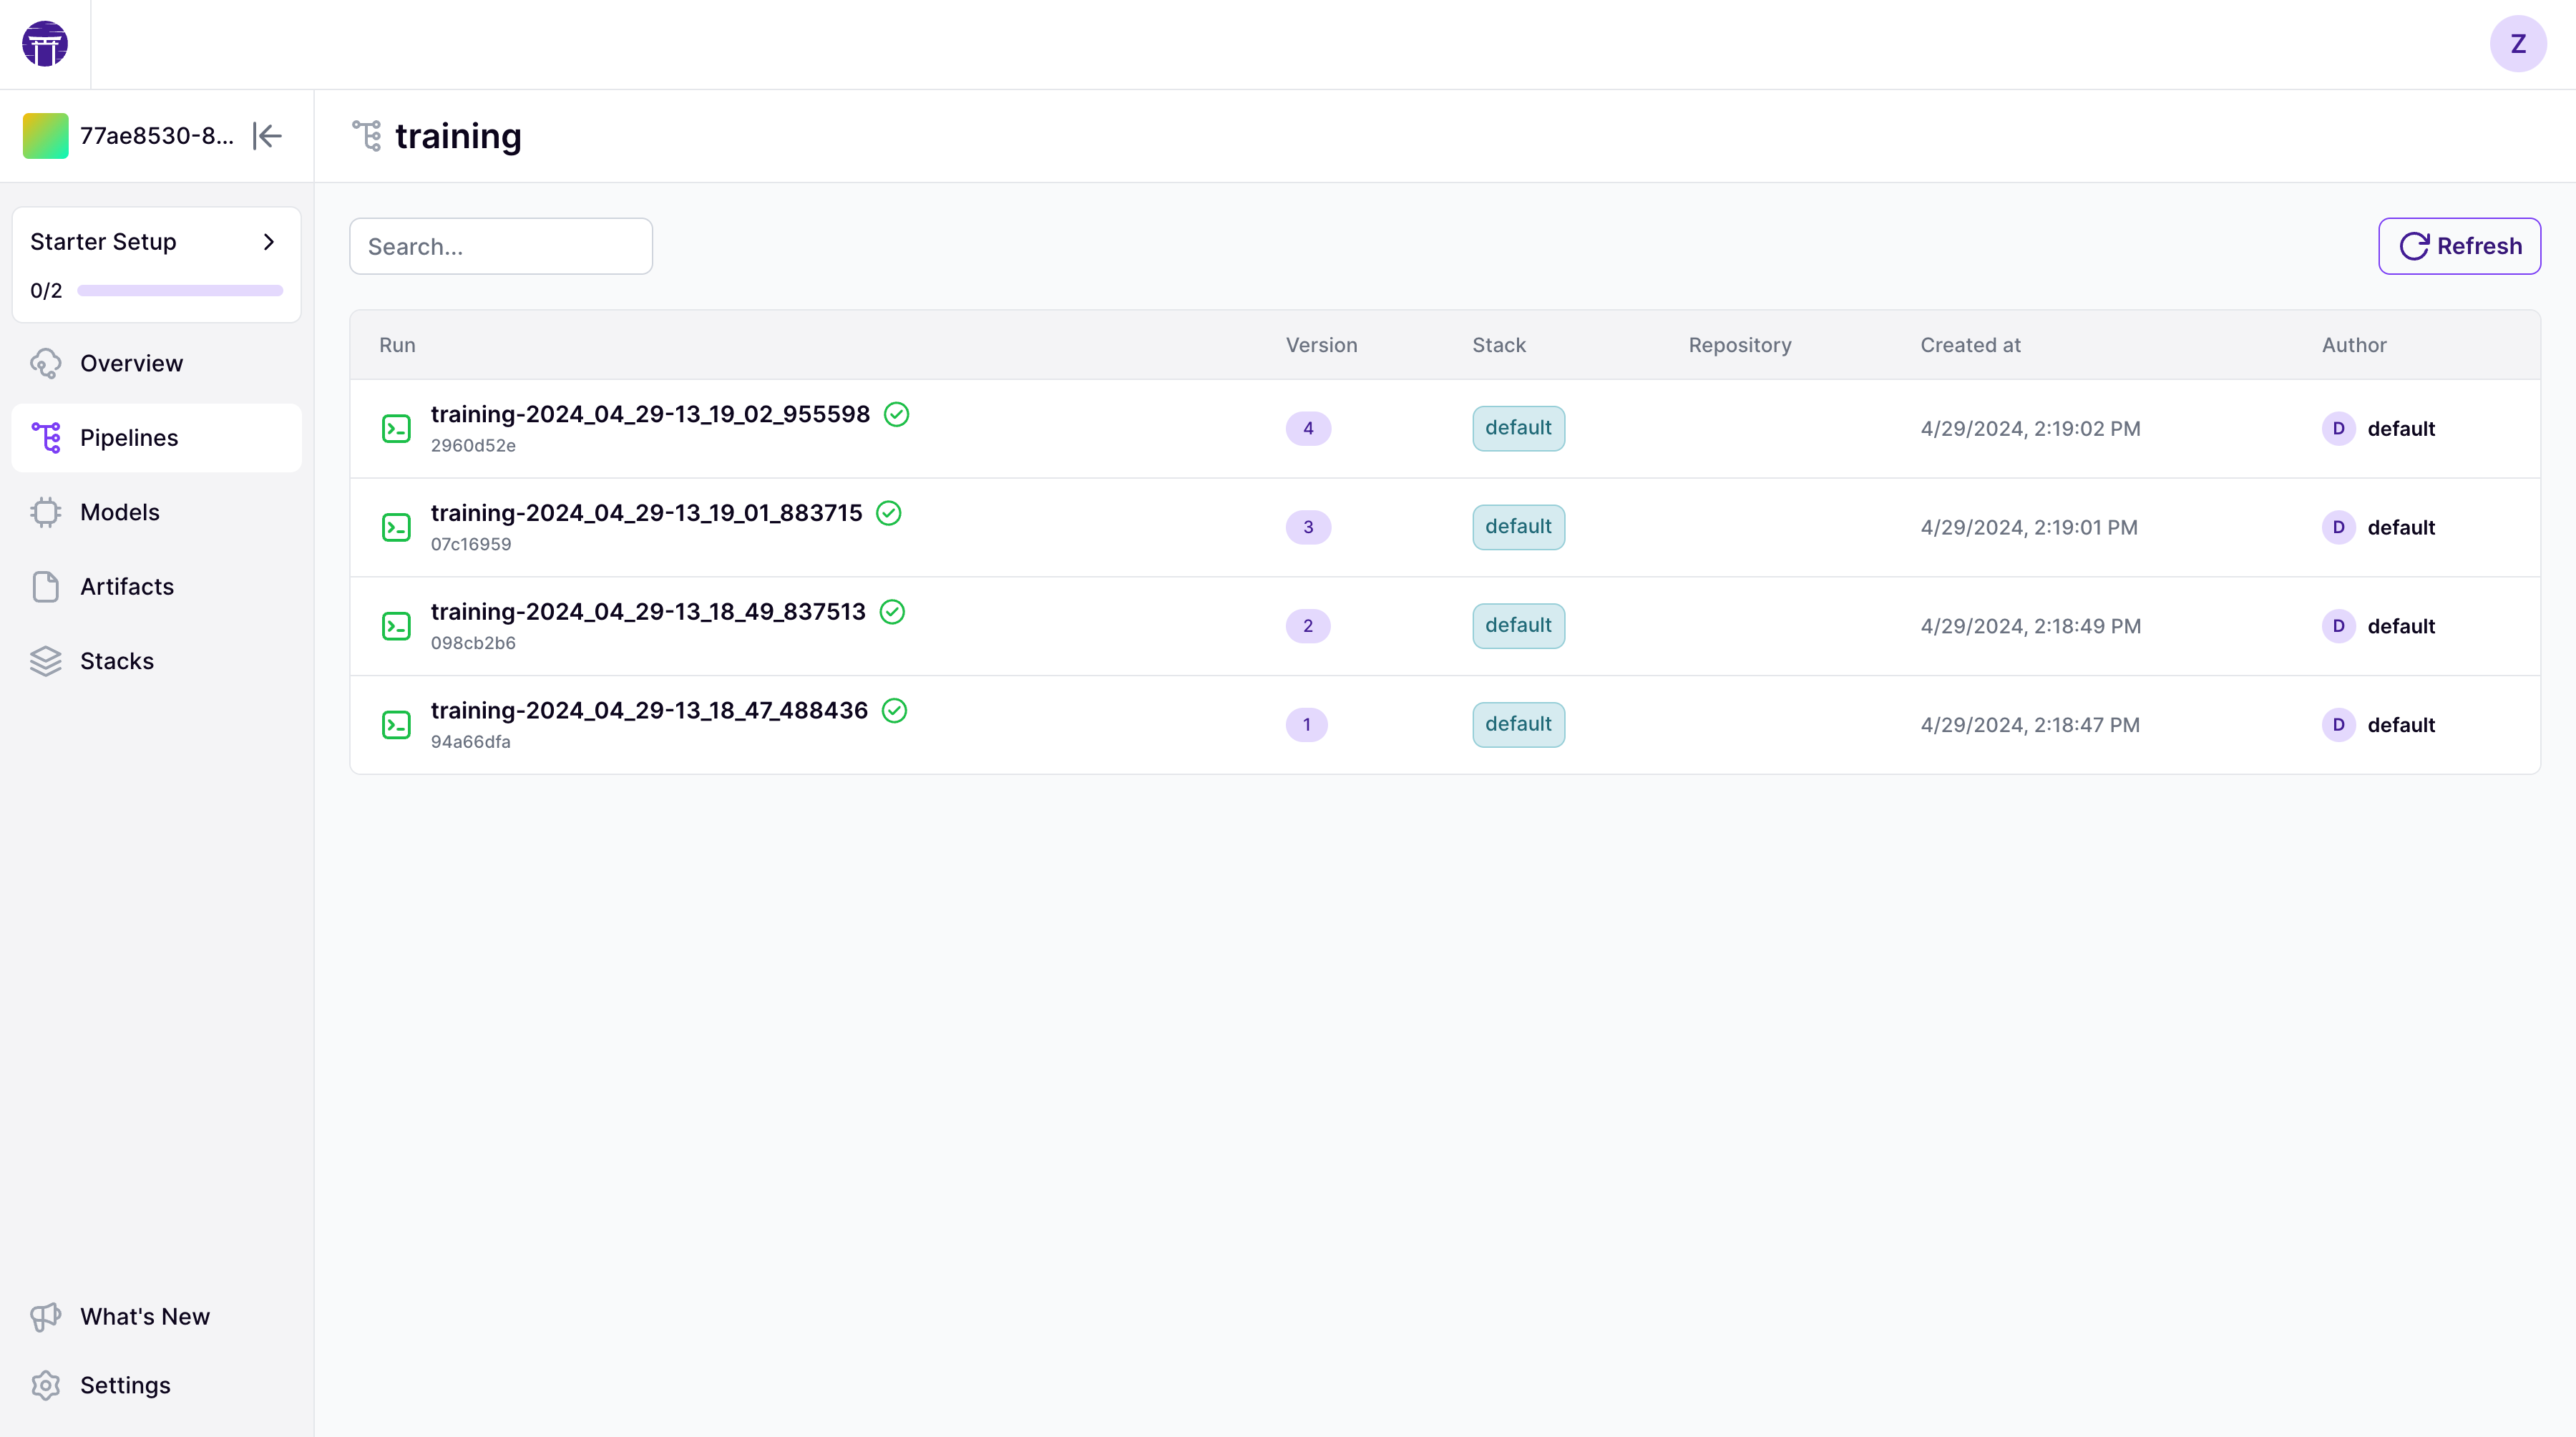 Z
77ae8530-8...
training
Starter Setup
0/2
Search...
Refresh
Overview
Pipelines
Models
Artifacts
Stacks
What's New
Settings
Run Version Stack Repository Created at Author
training-2024_04_29-13_19_02_955598
2960d52e
4 default 4/29/2024, 2:19:02 PM D default
training-2024_04_29-13_19_01_883715
07c16959
3 default 4/29/2024, 2:19:01 PM D default
training-2024_04_29-13_18_49_837513
098cb2b6
2 default 4/29/2024, 2:18:49 PM D default
training-2024_04_29-13_18_47_488436
94a66dfa
1 default 4/29/2024, 2:18:47 PM D default